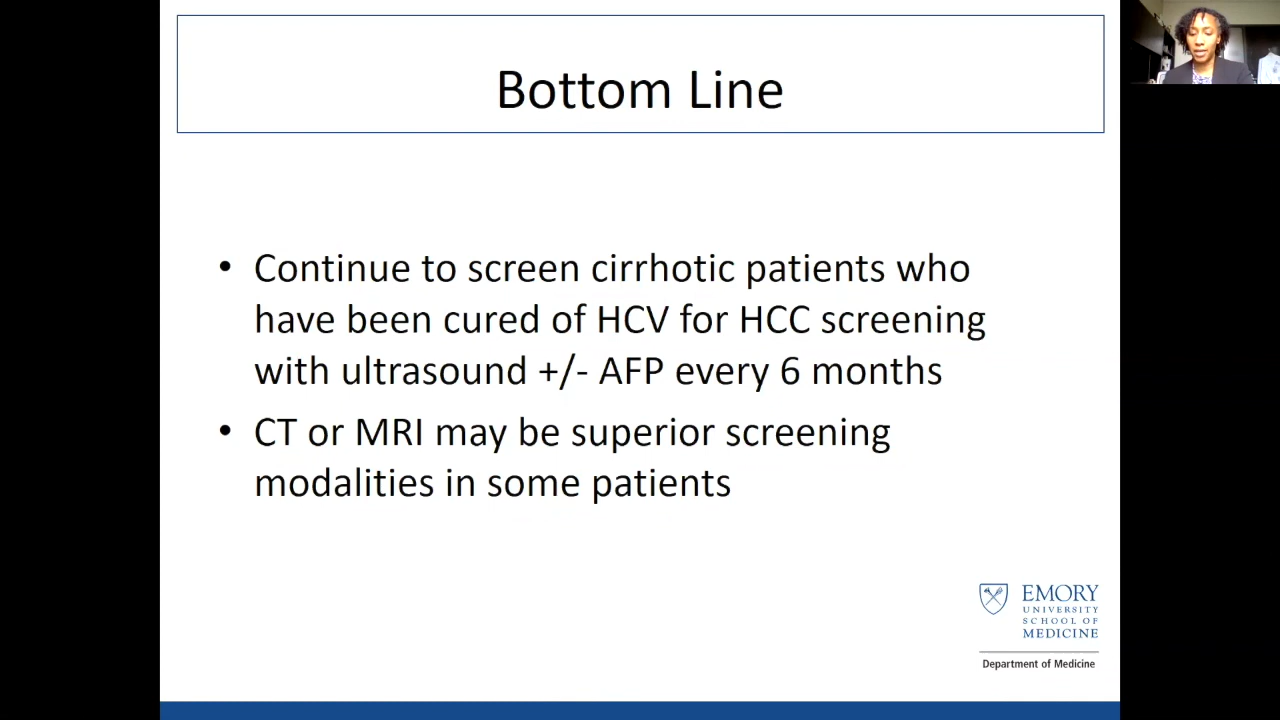 Bottom Line
• Continue to screen cirrhotic patients who
have been cured of HCV for HCC screening
with ultrasound +/- AFP every 6 months
• CT or MRI may be superior screening
modalities in some patients
EMORY
UNIVERSITY
SCHOOL OF
MEDICINE
Department of Medicine